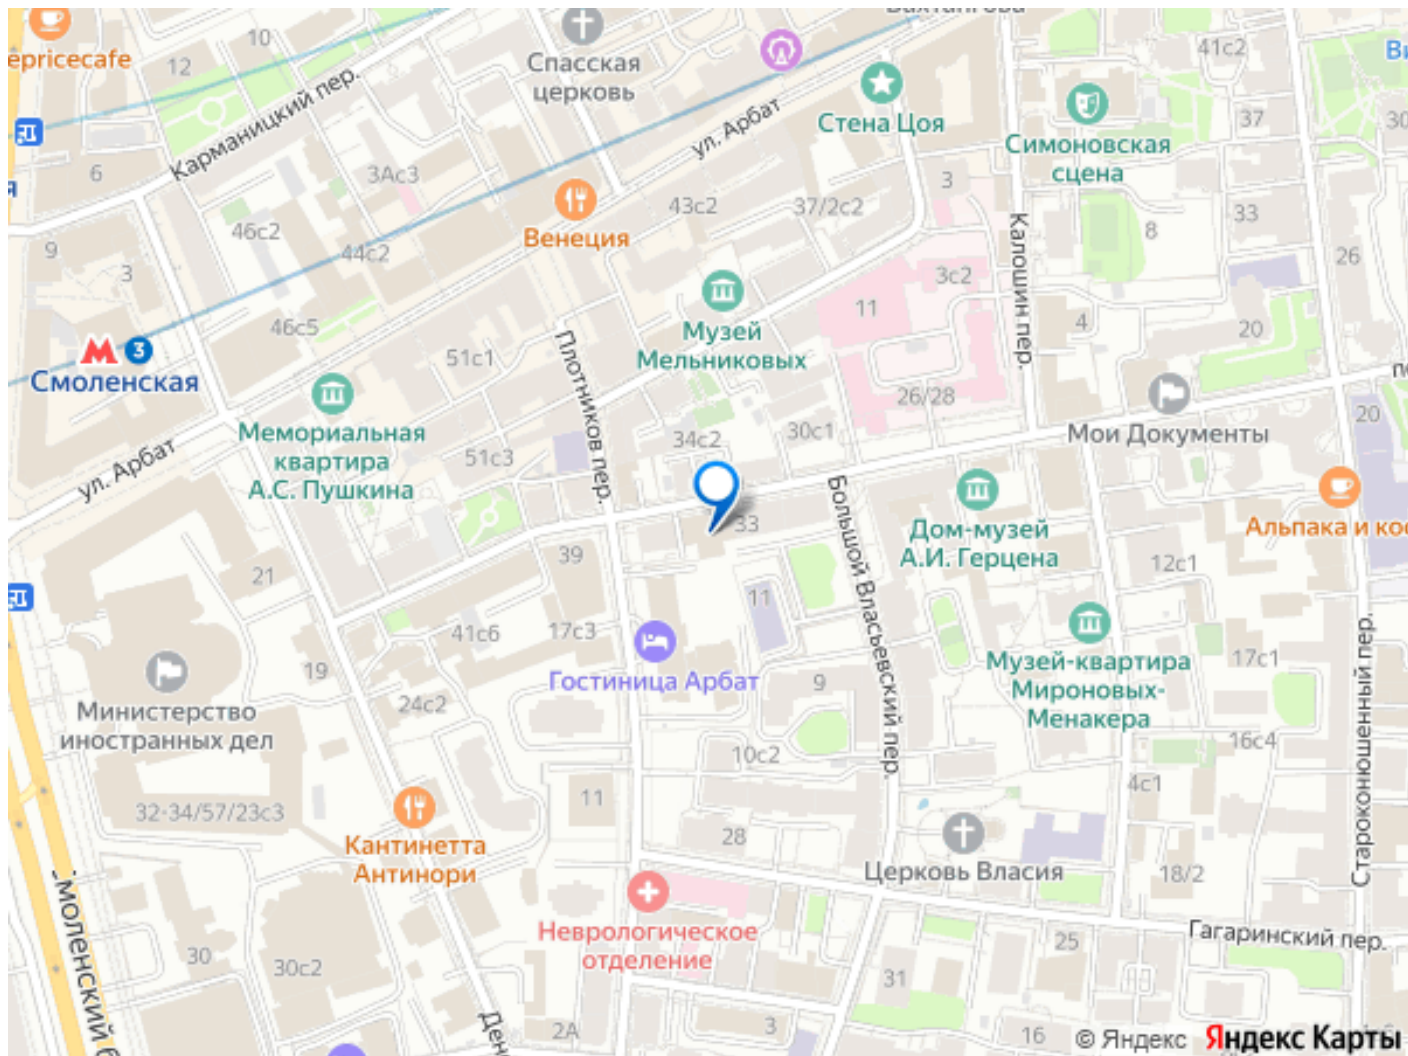 Вахтангова
10
epricecafe
12
Спасская
церковь
41с2
Ви
Карманицкий пер.
ул. Арбат
Стена Цоя
37
30
Симоновская
сцена
6
3Ас3
3
я
43с2
37/2с2
33
46с2
Венеция
8
9
44с2
Калошин пер.
26
3
3с2
11
46с5
Музей
Мельниковых
4
20
М 3
Смоленская
51с1
Плотников пер.
26/28
20
Мемориальная
квартира
А.С. Пушкина
34с2
30с1
Мои Документы
ул. Арбат
51с3
33
Большой Власьевский пер.
Дом-музей
А.И. Герцена
Альпака и кос
39
12с1
21
11
41с6
17с3
19
Гостиница Арбат
9
Музей-квартира
Мироновых-
Менакера
17с1
Староконюшенный пер.
24с2
Министерство
иностранных дел
10с2
16с4
4с1
32-34/57/23с3
11
Кантинетта
Антинори
28
Церковь Власия
18/2
моленский б
Неврологическое
отделение
25
Гагаринский пер.
30
30с2
31
Ден
2А
3
16
© Яндекс Яндекс Карты